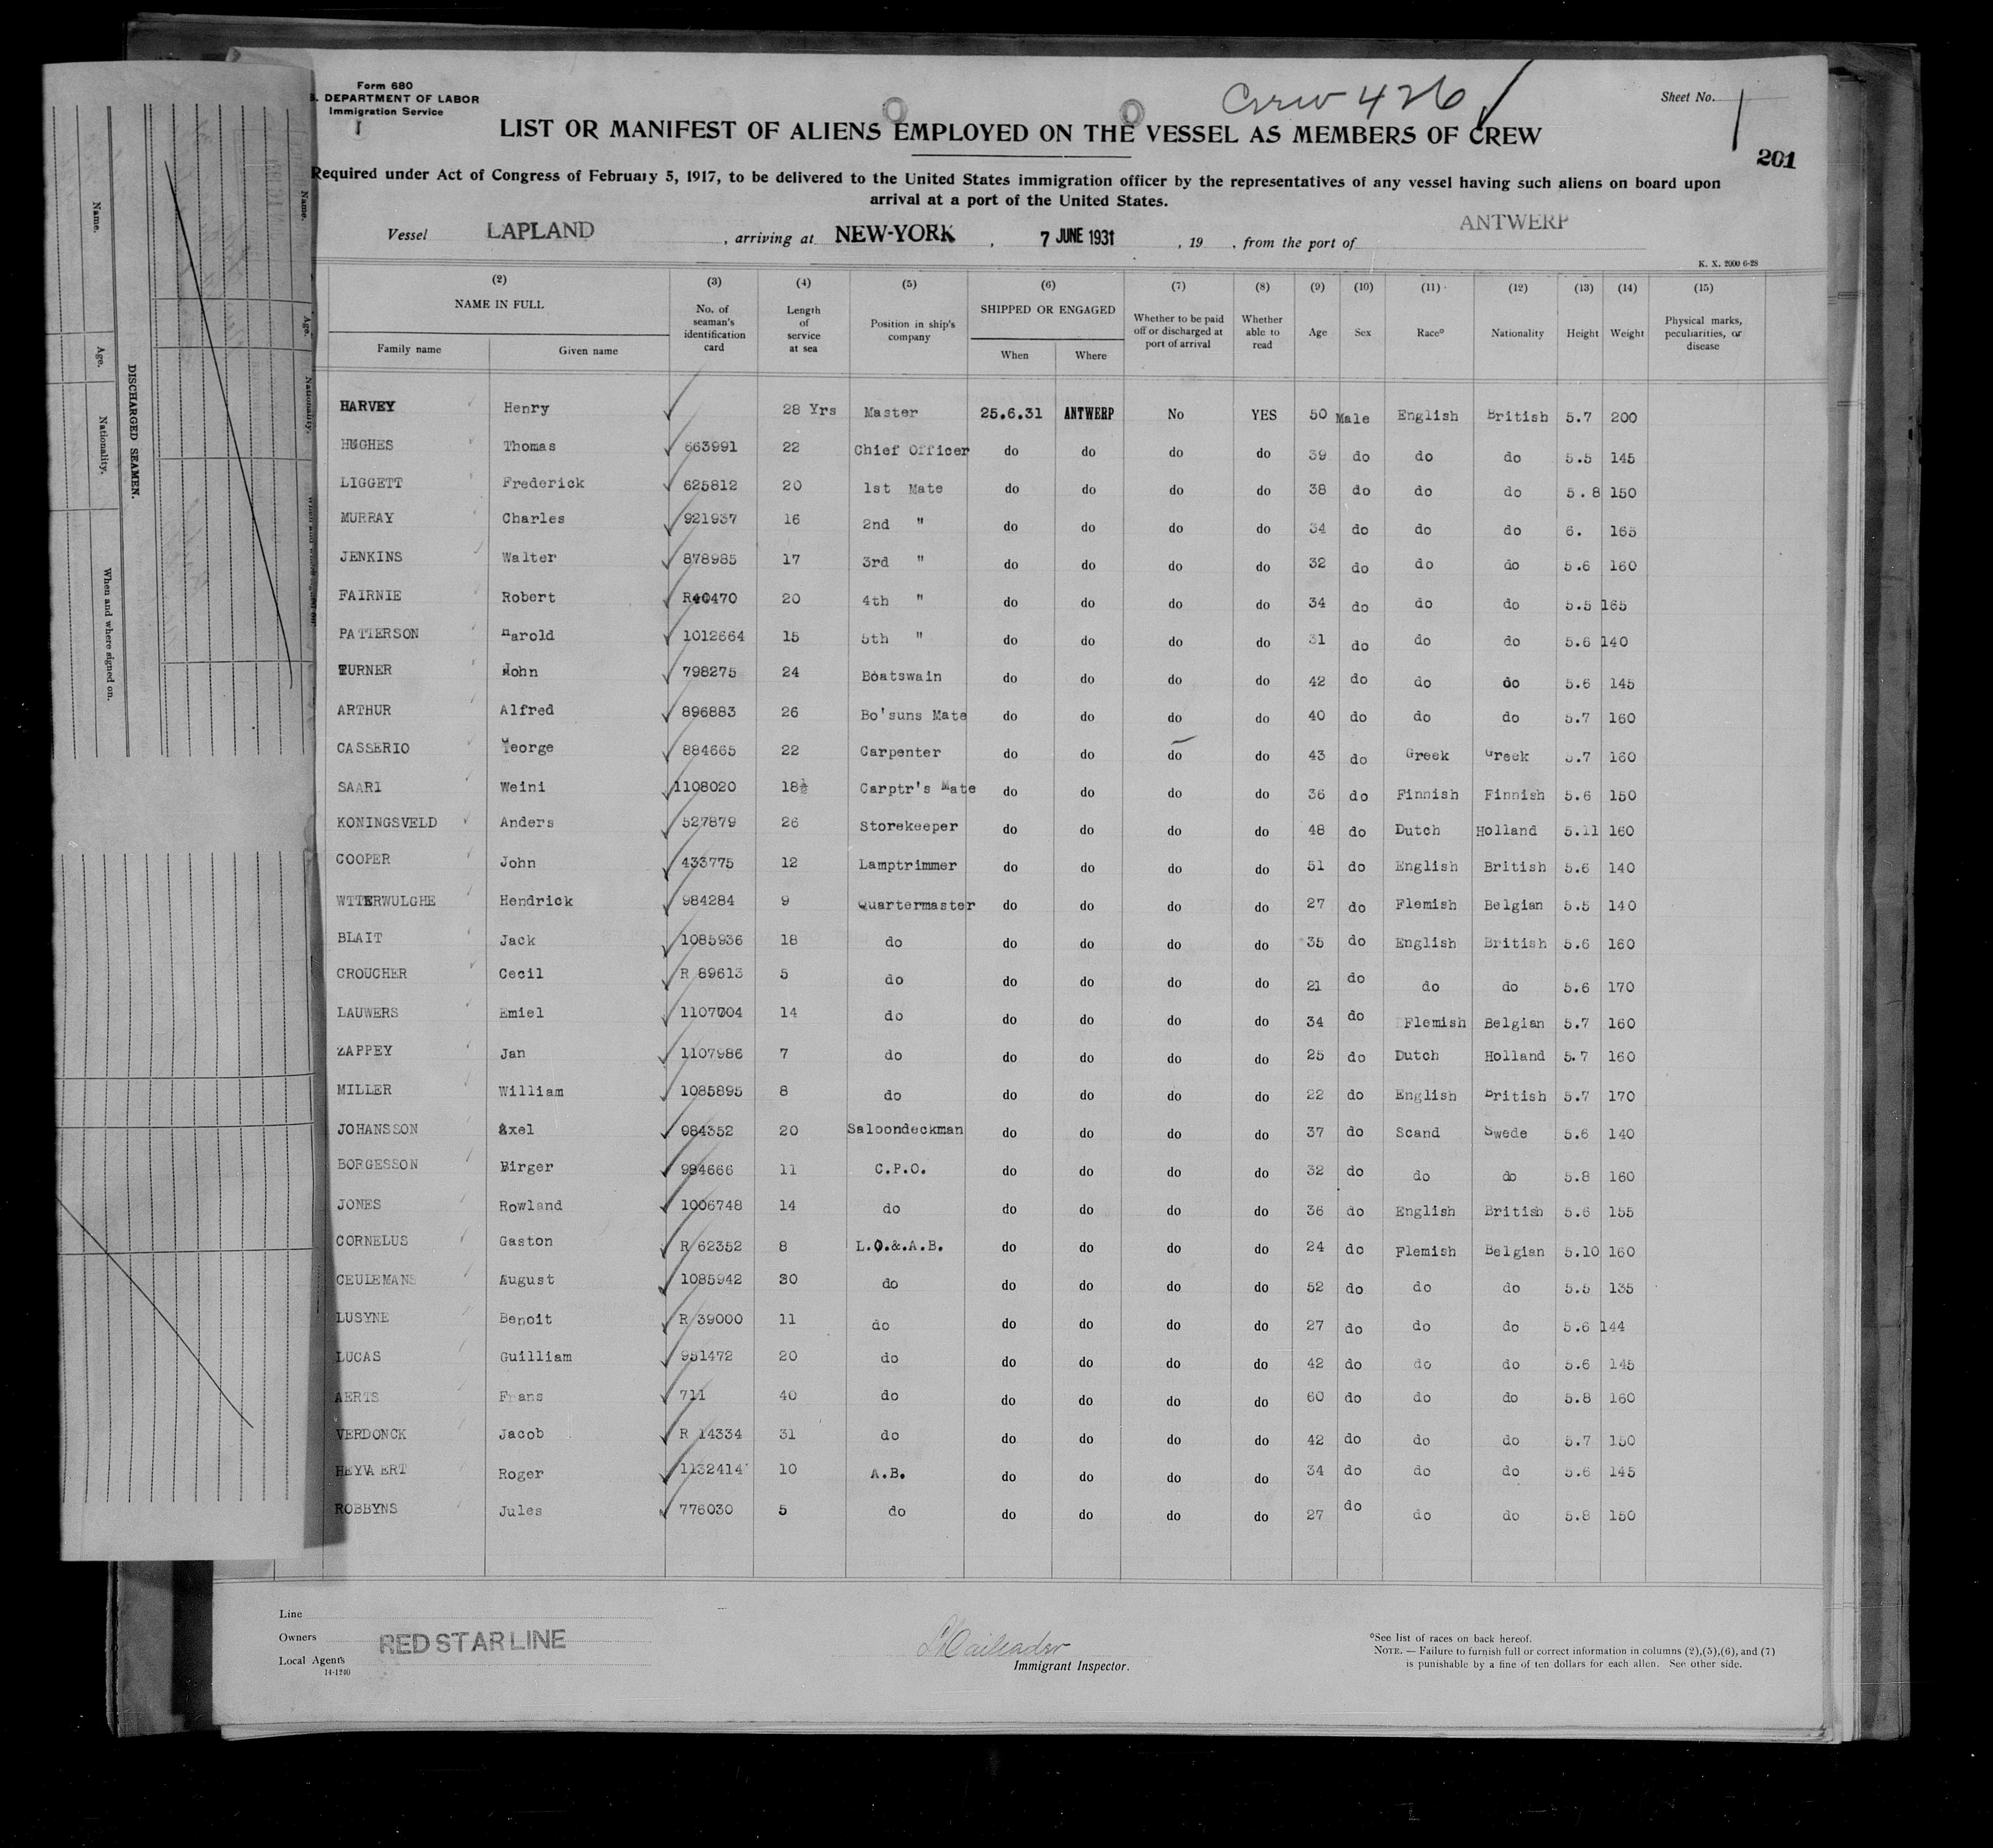 Form 680
DEPARTMENT OF LABOR
Immigration Service
Crew 426
Sheet No. 1
201
LIST OR MANIFEST OF ALIENS EMPLOYED ON THE VESSEL AS MEMBERS OF CREW
Required under Act of Congress of February 5, 1917, to be delivered to the United States immigration officer by the representatives of any vessel having such aliens on board upon
arrival at a port of the United States.
Vessel LAPLAND, arriving at NEW-YORK, 7 JUNE 1931, 19 , from the port of ANTWERP
K. X. 2000 6-28
(2) (3) (4) (5) (6) (7) (8) (9) (10) (11) (12) (13) (14) (15)
NAME IN FULL No. of seaman's identification card Length of service at sea Position in ship's company SHIPPED OR ENGAGED Whether to be paid off or discharged at port of arrival Whether able to read Age Sex Race° Nationality Height Weight Physical marks, peculiarities, or disease
Family name Given name When Where
HARVEY Henry 28 Yrs Master 25.6.31 ANTWERP No YES 50 Male English British 5.7 200
HUGHES Thomas 663991 22 Chief Officer do do do do 39 do do do 5.5 145
LIGGETT Frederick 625812 20 1st Mate do do do do 38 do do do 5.8 150
MURRAY Charles 921937 16 2nd " do do do do 34 do do do 6. 165
JENKINS Walter 878985 17 3rd " do do do do 32 do do do 5.6 160
FAIRNIE Robert R40470 20 4th " do do do do 34 do do do 5.5 165
PATTERSON Harold 1012664 15 5th " do do do do 31 do do do 5.6 140
TURNER John 798275 24 Boatswain do do do do 42 do do do 5.6 145
ARTHUR Alfred 896883 26 Bo'suns Mate do do do do 40 do do do 5.7 160
CASSERIO Yeorge 884665 22 Carpenter do do do do 43 do Greek Greek 5.7 160
SAARI Weini 1108020 18½ Carptr's Mate do do do do 36 do Finnish Finnish 5.6 150
KONINGSVELD Anders 527879 26 Storekeeper do do do do 48 do Dutch Holland 5.11 160
COOPER John 433775 12 Lamptrimmer do do do do 51 do English British 5.6 140
WTTERWULGHE Hendrick 984284 9 Quartermaster do do do do 27 do Flemish Belgian 5.5 140
BLAIT Jack 1085936 18 do do do do do 35 do English British 5.6 160
CROUCHER Cecil R 89613 5 do do do do do 21 do do do 5.6 170
LAUWERS Emiel 1107704 14 do do do do do 34 do Flemish Belgian 5.7 160
ZAPPEY Jan 1107986 7 do do do do do 25 do Dutch Holland 5.7 160
MILLER William 1085895 8 do do do do do 22 do English British 5.7 170
JOHANSSON Axel 984352 20 Saloondeckman do do do do 37 do Scand Swede 5.6 140
BORGESSON Birger 984666 11 C.P.O. do do do do 32 do do do 5.8 160
JONES Rowland 1006748 14 do do do do do 36 do English British 5.6 155
CORNELUS Gaston R 62352 8 L.O.&.A.B. do do do do 24 do Flemish Belgian 5.10 160
CEULEMANS August 1085942 30 do do do do do 52 do do do 5.5 135
LUSYNE Benoit R 39000 11 do do do do do 27 do do do 5.6 144
LUCAS Guilliam 951472 20 do do do do do 42 do do do 5.6 145
AERTS Frans 711 40 do do do do do 60 do do do 5.8 160
VERDONCK Jacob R 14334 31 do do do do do 42 do do do 5.7 150
HEYVAERT Roger 1132414 10 A.B. do do do do 34 do do do 5.6 145
ROBBYNS Jules 776030 5 do do do do do 27 do do do 5.8 150
Line
Owners RED STAR LINE
Local Agents
14-1240
Immigrant Inspector.
°See list of races on back hereof.
NOTE. — Failure to furnish full or correct information in columns (2),(5),(6), and (7)
is punishable by a fine of ten dollars for each alien. See other side.
DISCHARGED SEAMEN.
Name. Age. Nationality. When and where signed on.
Name. Age. Nationality.